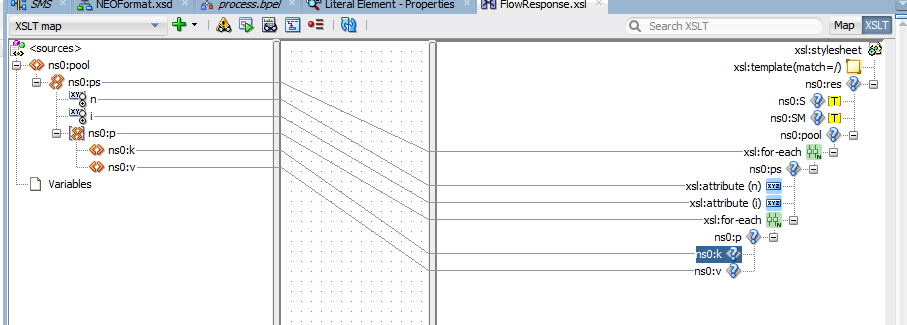 SMS NEOFormat.xsd process.bpel Literal Element - Properties FlowResponse.xsl
XSLT map Search XSLT Map XSLT
<sources>
ns0:pool
ns0:ps
n
i
ns0:p
ns0:k
ns0:v
Variables
xsl:stylesheet
xsl:template(match=/)
ns0:res
ns0:S [T]
ns0:SM [T]
ns0:pool
xsl:for-each
ns0:ps
xsl:attribute (n)
xsl:attribute (i)
xsl:for-each
ns0:p
ns0:k
ns0:v